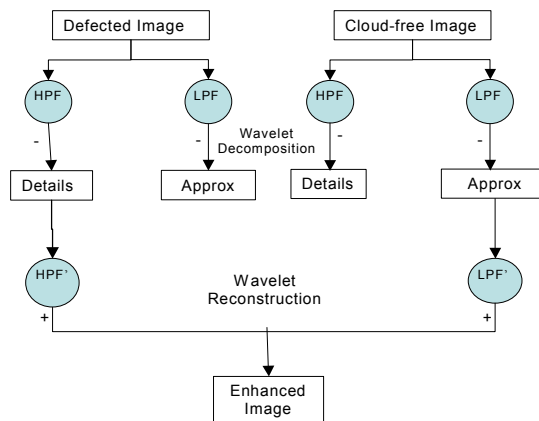 Defected Image
Cloud-free Image
HPF
LPF
HPF
LPF
-
-
-
-
Wavelet
Decomposition
Details
Approx
Details
Approx
HPF'
Wavelet
Reconstruction
LPF'
+
+
Enhanced
Image